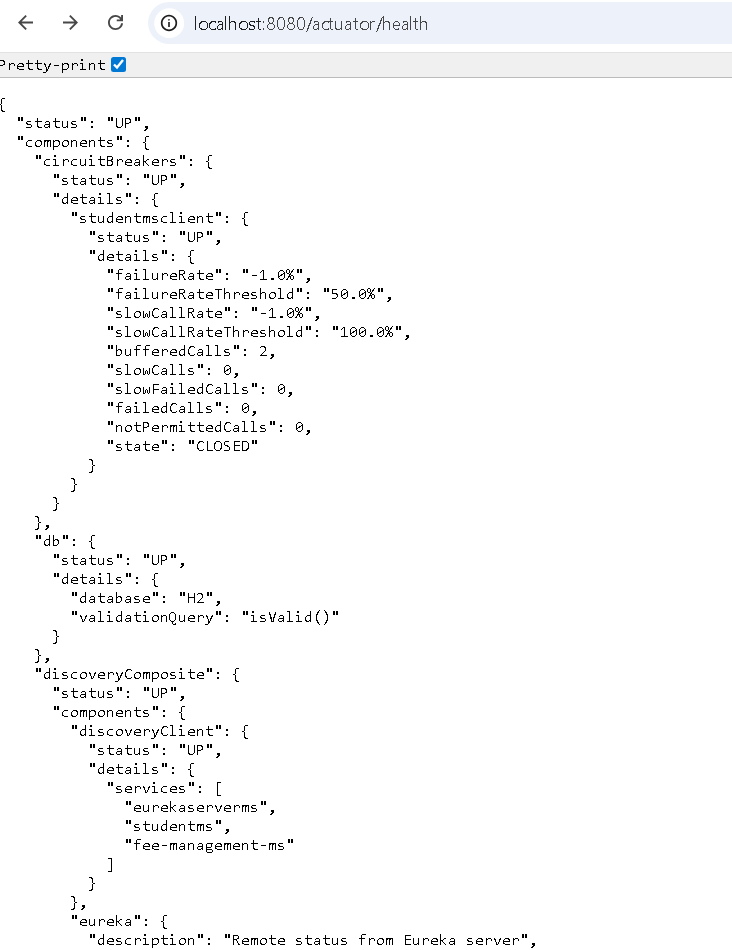 localhost:8080/actuator/health
Pretty-print
{
  "status": "UP",
  "components": {
    "circuitBreakers": {
      "status": "UP",
      "details": {
        "studentmsclient": {
          "status": "UP",
          "details": {
            "failureRate": "-1.0%",
            "failureRateThreshold": "50.0%",
            "slowCallRate": "-1.0%",
            "slowCallRateThreshold": "100.0%",
            "bufferedCalls": 2,
            "slowCalls": 0,
            "slowFailedCalls": 0,
            "failedCalls": 0,
            "notPermittedCalls": 0,
            "state": "CLOSED"
          }
        }
      }
    },
    "db": {
      "status": "UP",
      "details": {
        "database": "H2",
        "validationQuery": "isValid()"
      }
    },
    "discoveryComposite": {
      "status": "UP",
      "components": {
        "discoveryClient": {
          "status": "UP",
          "details": {
            "services": [
              "eurekaserverms",
              "studentms",
              "fee-management-ms"
            ]
          }
        },
        "eureka": {
          "description": "Remote status from Eureka server",